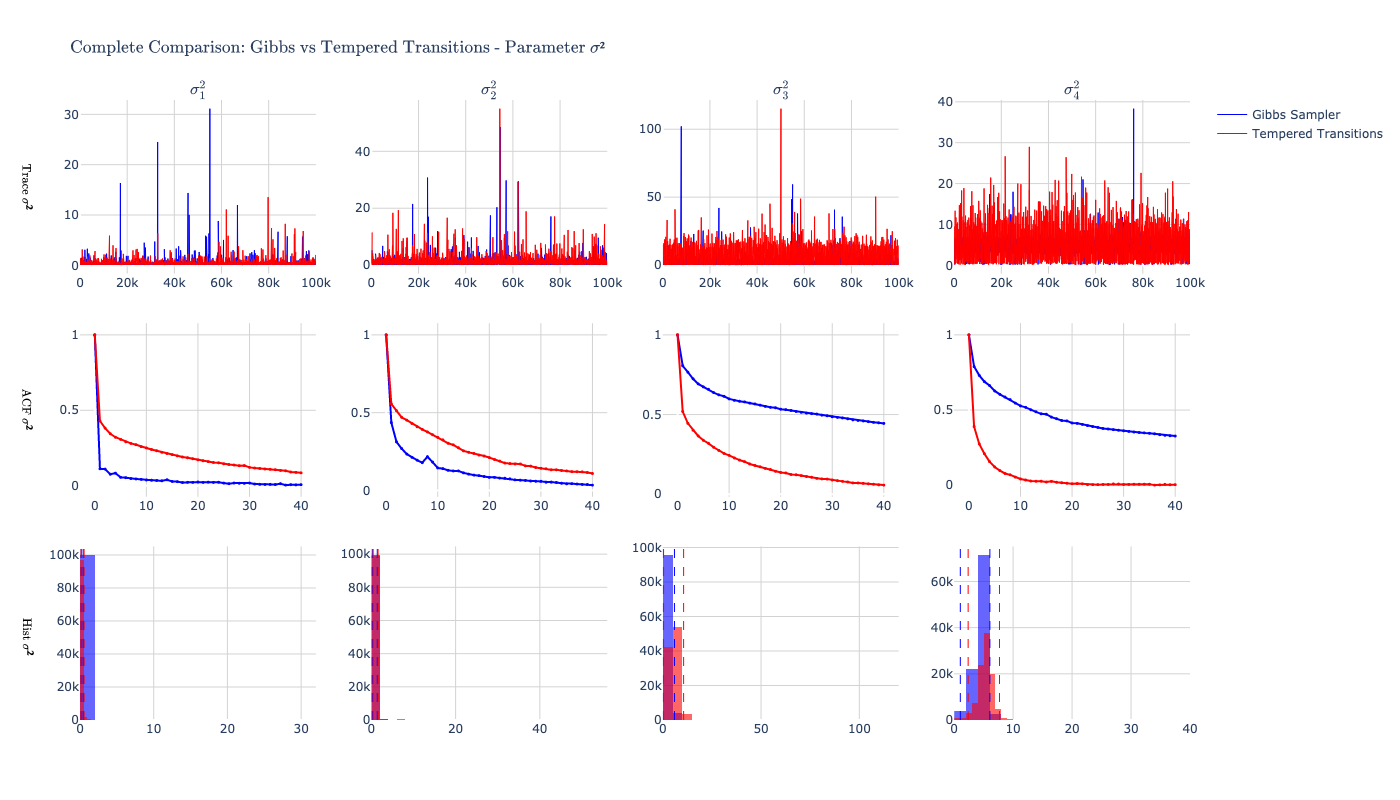 Complete Comparison: Gibbs vs Tempered Transitions - Parameter σ²
σ₁² σ₂² σ₃² σ₄²
Gibbs Sampler
Tempered Transitions
Trace σ²
30 20 10 0
0 20k 40k 60k 80k 100k
40 20 0
0 20k 40k 60k 80k 100k
100 50 0
0 20k 40k 60k 80k 100k
40 30 20 10 0
0 20k 40k 60k 80k 100k
ACF σ²
1 0.5 0
0 10 20 30 40
1 0.5 0
0 10 20 30 40
1 0.5 0
0 10 20 30 40
1 0.5 0
0 10 20 30 40
Hist σ²
100k 80k 60k 40k 20k 0
0 10 20 30
100k 80k 60k 40k 20k 0
0 20 40
100k 80k 60k 40k 20k 0
0 50 100
60k 40k 20k 0
0 10 20 30 40